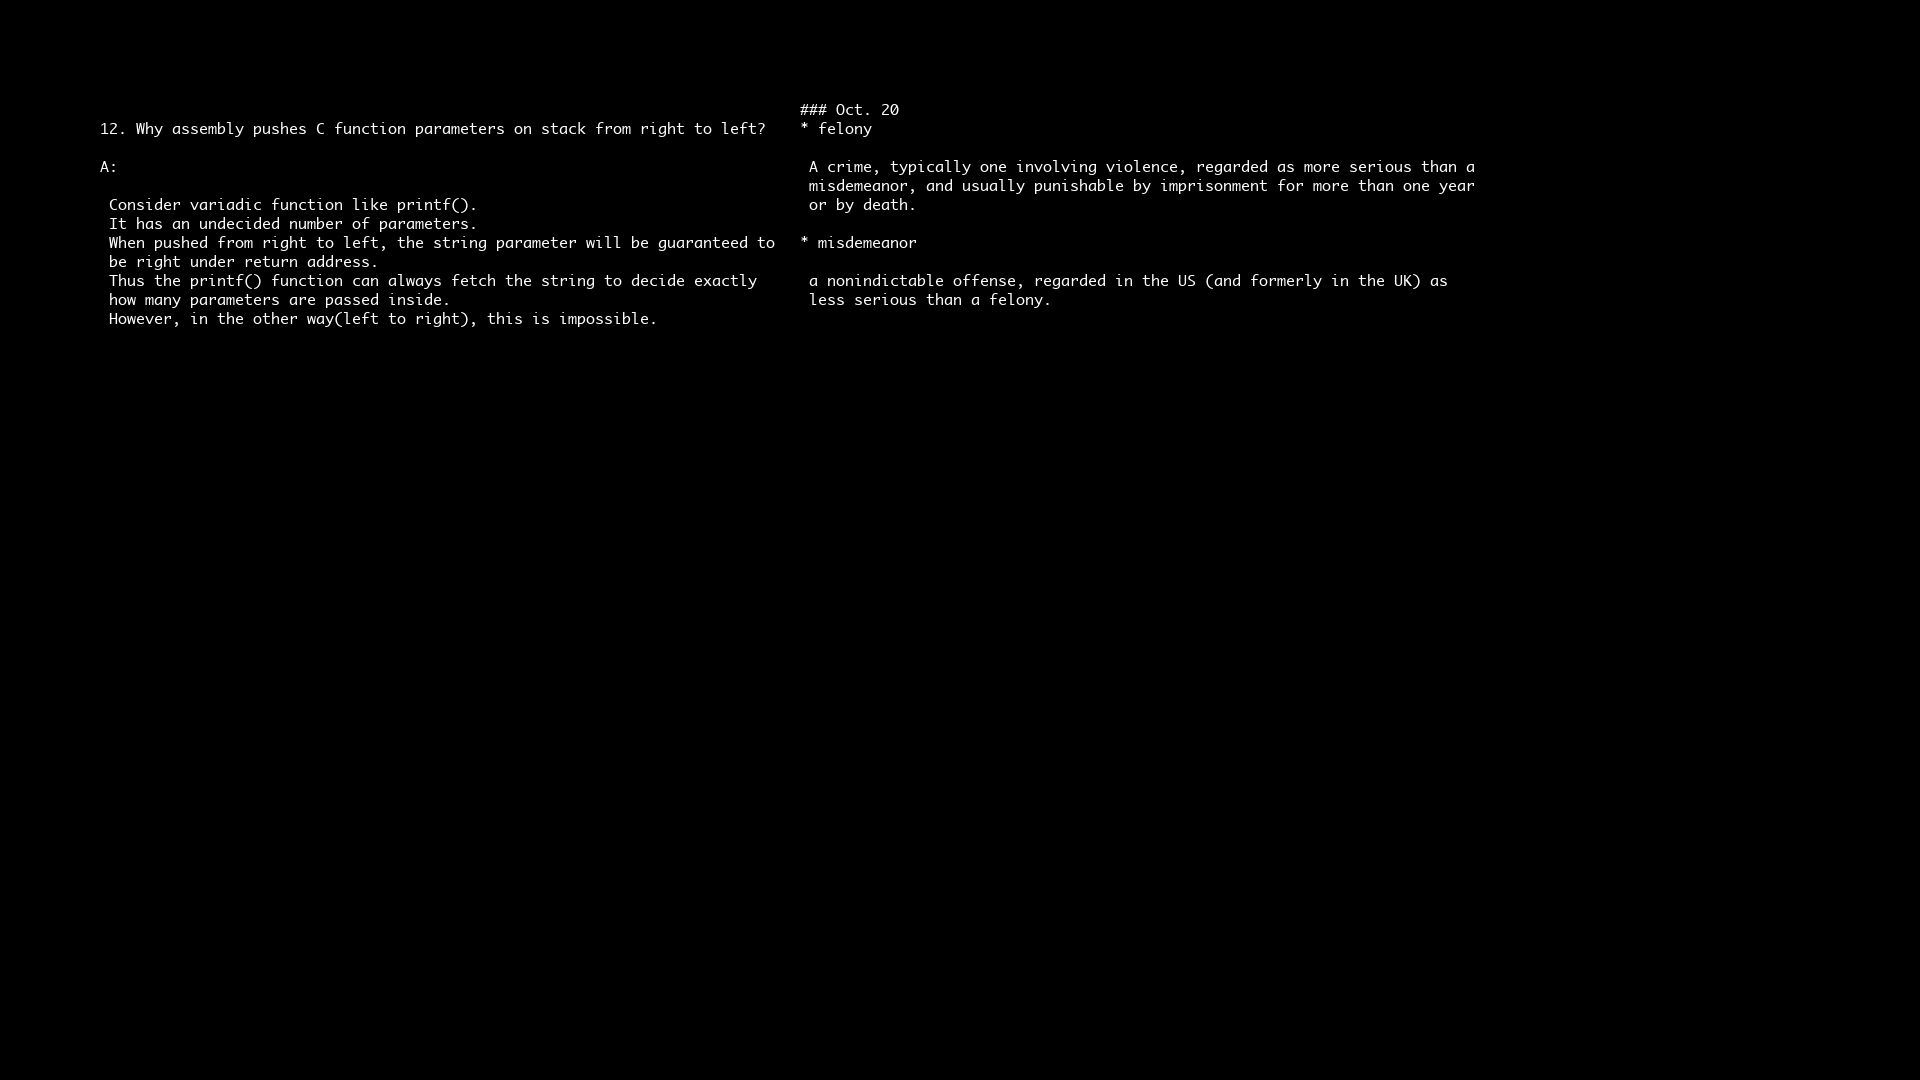 12. Why assembly pushes C function parameters on stack from right to left?
A:
Consider variadic function like printf().
It has an undecided number of parameters.
When pushed from right to left, the string parameter will be guaranteed to
be right under return address.
Thus the printf() function can always fetch the string to decide exactly
how many parameters are passed inside.
However, in the other way(left to right), this is impossible.
### Oct. 20
* felony
A crime, typically one involving violence, regarded as more serious than a
misdemeanor, and usually punishable by imprisonment for more than one year
or by death.
* misdemeanor
a nonindictable offense, regarded in the US (and formerly in the UK) as
less serious than a felony.